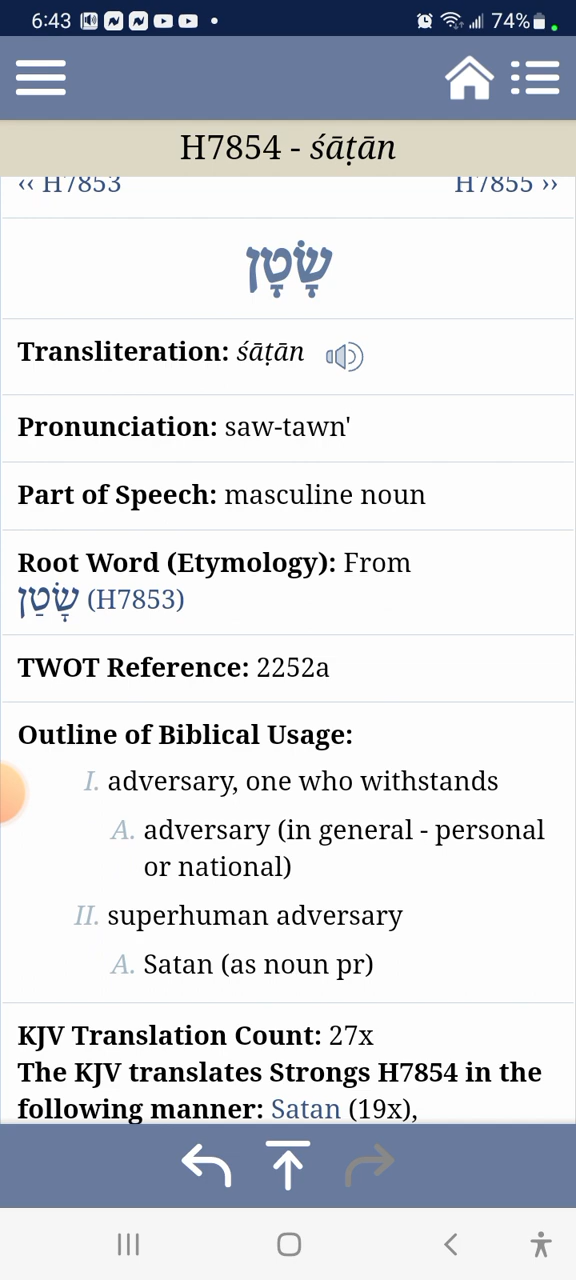 6:43
74%
H7854 - śāṭān
‹‹ H7853 H7855 ››
שָׂטָן
Transliteration: śāṭān
Pronunciation: saw-tawn'
Part of Speech: masculine noun
Root Word (Etymology): From
שָׂטַן (H7853)
TWOT Reference: 2252a
Outline of Biblical Usage:
I. adversary, one who withstands
A. adversary (in general - personal
or national)
II. superhuman adversary
A. Satan (as noun pr)
KJV Translation Count: 27x
The KJV translates Strongs H7854 in the
following manner: Satan (19x),